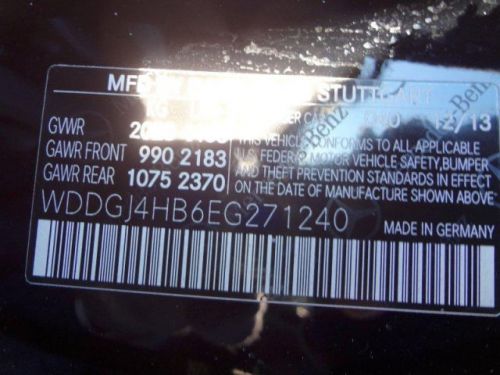 STUTTGART
12/13
GVWR
THIS VEHICLE CONFORMS TO ALL APPLICABLE
GAWR FRONT 990 2183
U.S. FEDERAL MOTOR VEHICLE SAFETY, BUMPER
GAWR REAR 1075 2370
AND THEFT PREVENTION STANDARDS IN EFFECT
ON THE DATE OF MANUFACTURE SHOWN ABOVE
WDDGJ4HB6EG271240
MADE IN GERMANY